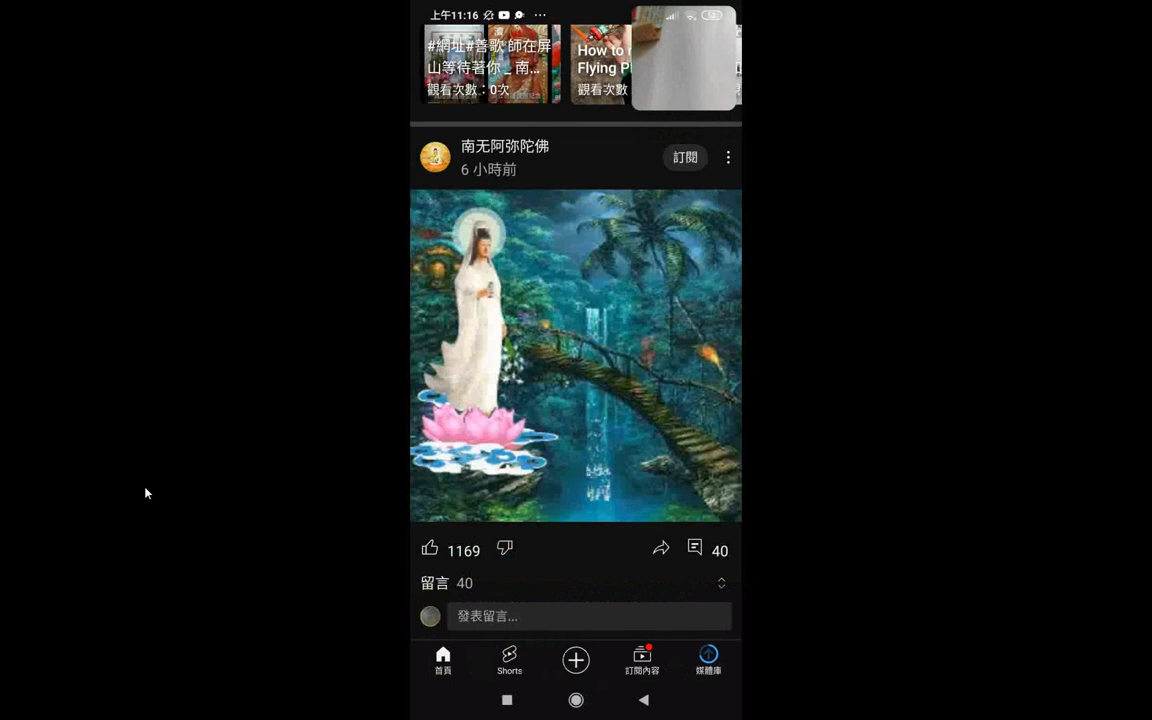 上午11:16
#網址#善歌 師在屏
山等待著你 _ 南...
觀看次數：0次
How to
Flying
觀看次數
南无阿弥陀佛
6 小時前
訂閱
1169
40
留言 40
發表留言...
首頁
Shorts
訂閱內容
媒體庫